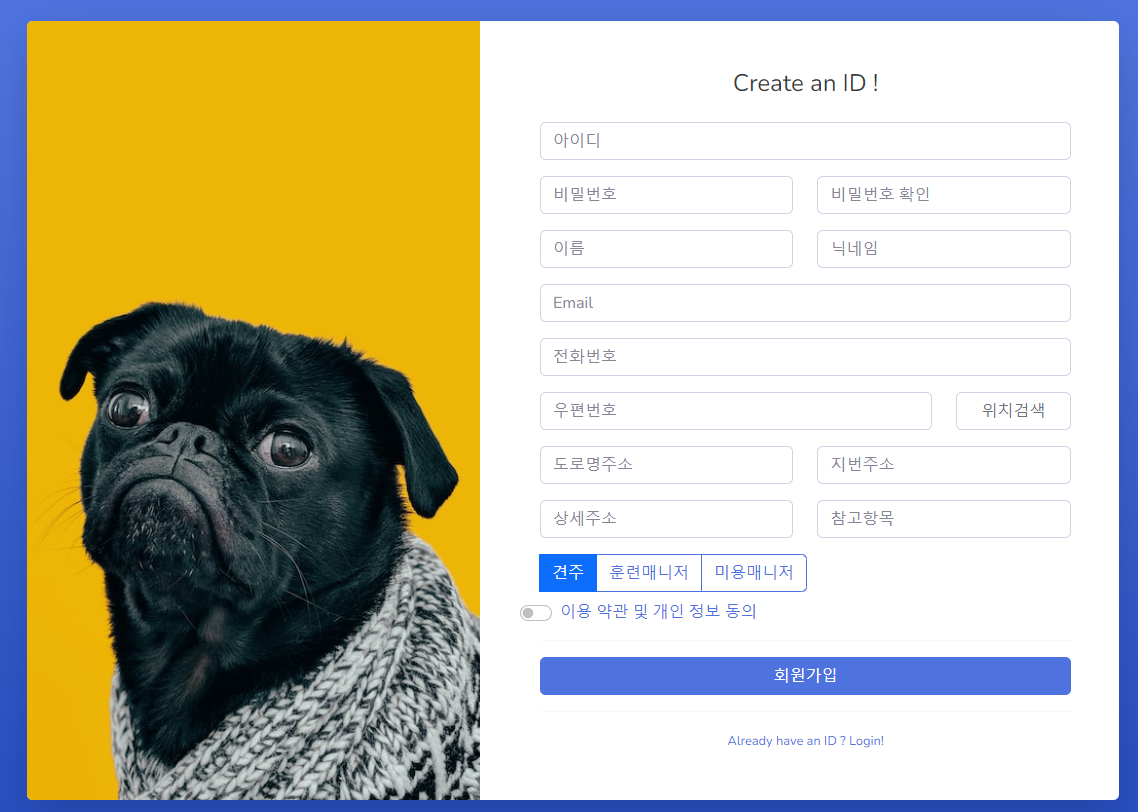 Create an ID !
아이디
비밀번호 비밀번호 확인
이름 닉네임
Email
전화번호
우편번호 위치검색
도로명주소 지번주소
상세주소 참고항목
견주 훈련매니저 미용매니저
이용 약관 및 개인 정보 동의
회원가입
Already have an ID ? Login!